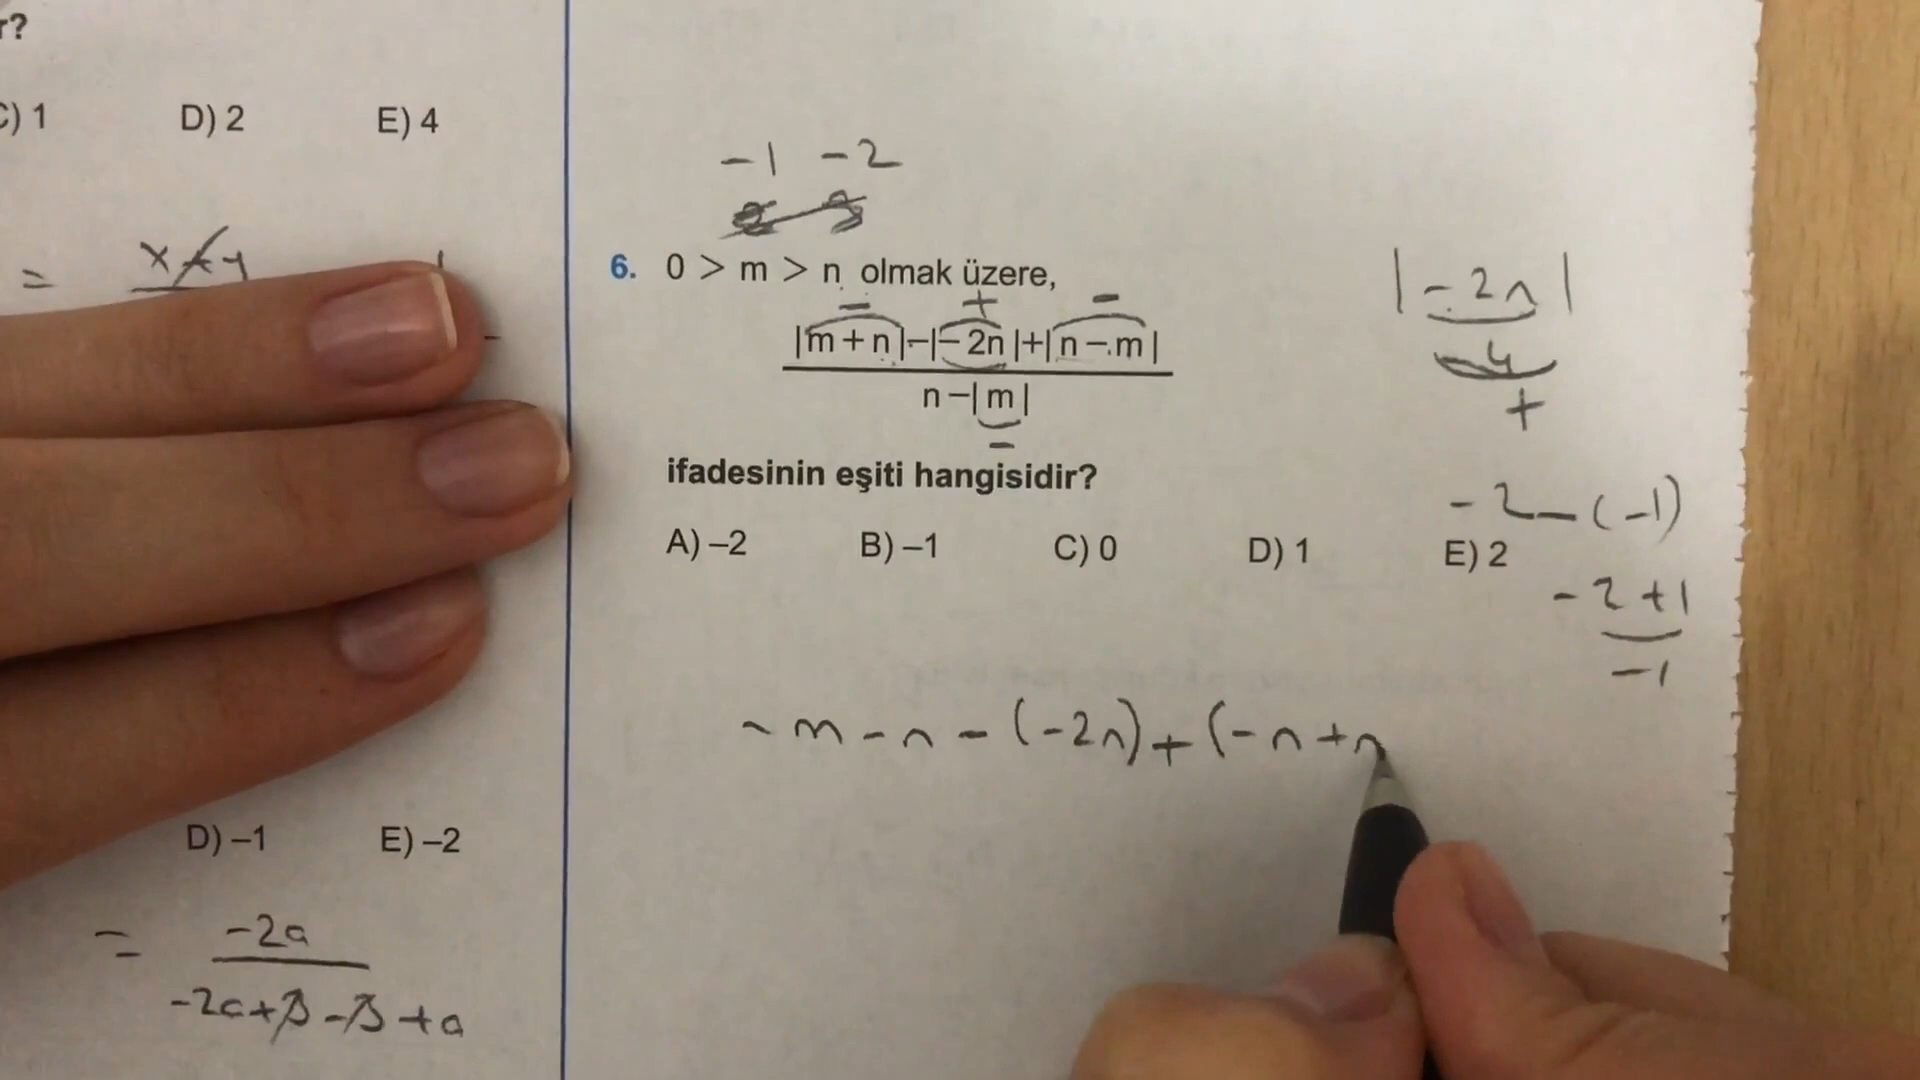 r?
C) 1 D) 2 E) 4
= x-y
D) –1 E) –2
= -2a
-2a+B-B+a
-1 -2
6. 0 > m > n olmak üzere,
- + -
|m+n|–|–2n|+|n–m|
n–|m|
-
ifadesinin eşiti hangisidir?
A) –2 B) –1 C) 0 D) 1 E) 2
|-2n|
4
+
-2-(-1)
-2+1
-1
-m-n-(-2n)+(-n+